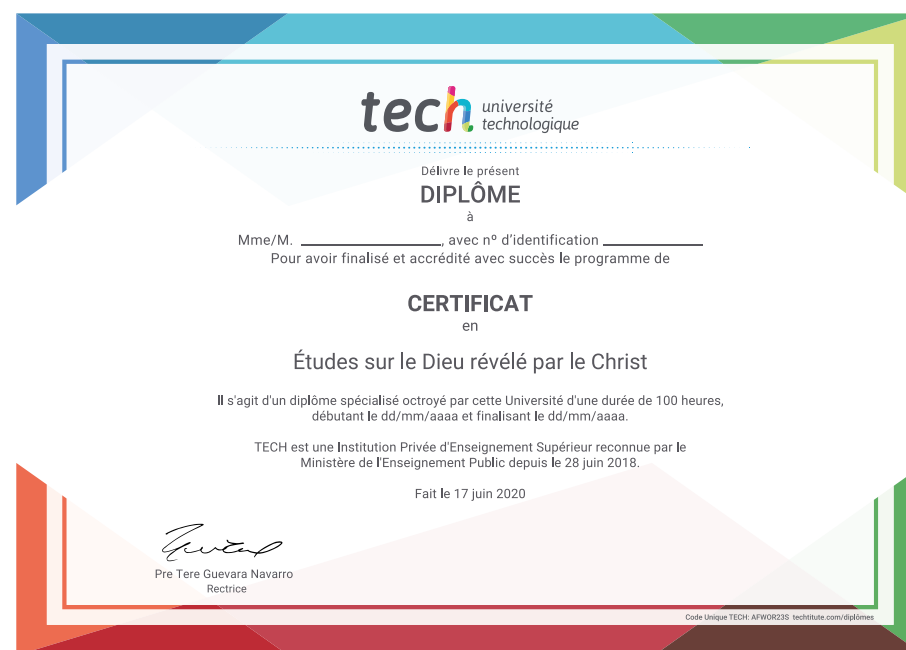 tech université
technologique
Délivre le présent
DIPLÔME
à
Mme/M. ____________________, avec nº d'identification ______________
Pour avoir finalisé et accrédité avec succès le programme de
CERTIFICAT
en
Études sur le Dieu révélé par le Christ
Il s'agit d'un diplôme spécialisé octroyé par cette Université d'une durée de 100 heures,
débutant le dd/mm/aaaa et finalisant le dd/mm/aaaa.
TECH est une Institution Privée d'Enseignement Supérieur reconnue par le
Ministère de l'Enseignement Public depuis le 28 juin 2018.
Fait le 17 juin 2020
Pre Tere Guevara Navarro
Rectrice
Code Unique TECH: AFWOR23S techtitute.com/diplômes